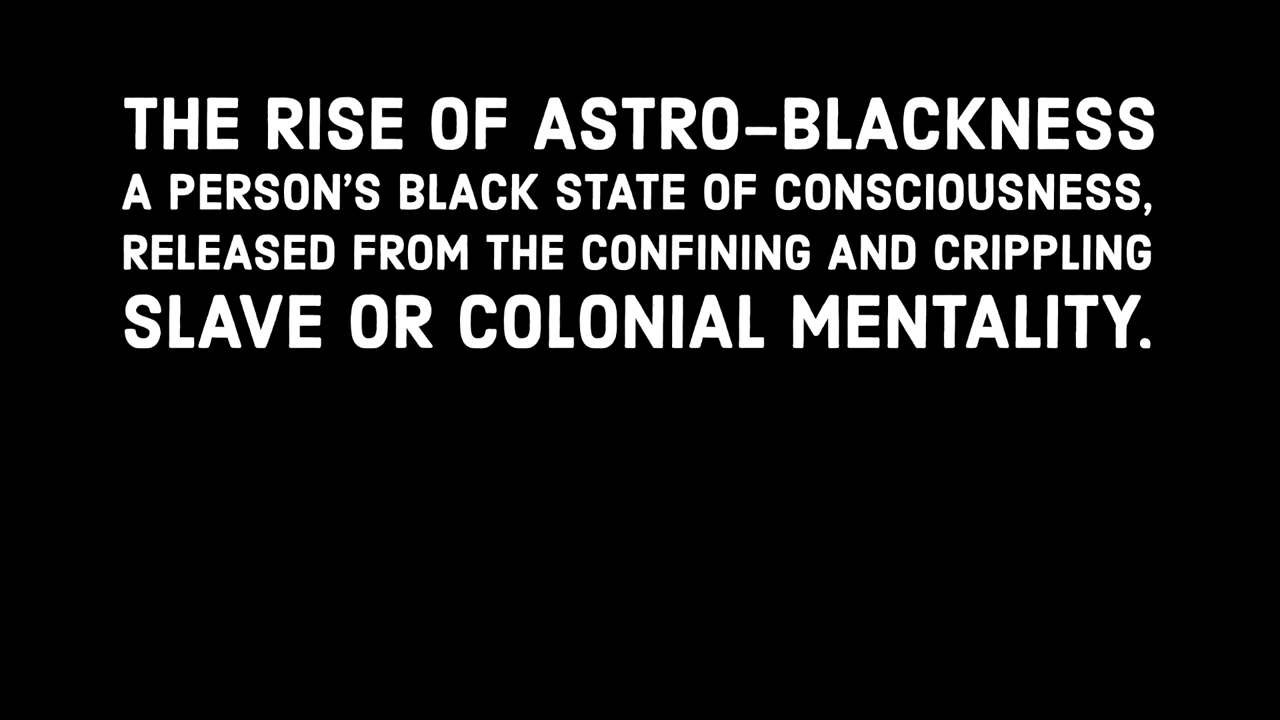 THE RISE OF ASTRO-BLACKNESS
A PERSON'S BLACK STATE OF CONSCIOUSNESS,
RELEASED FROM THE CONFINING AND CRIPPLING
SLAVE OR COLONIAL MENTALITY.